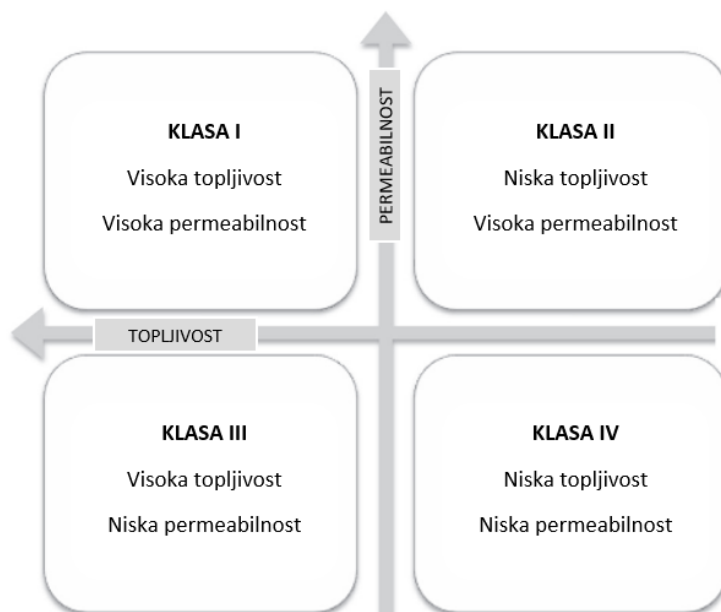 KLASA I
Visoka topljivost
Visoka permeabilnost
PERMEABILNOST
KLASA II
Niska topljivost
Visoka permeabilnost
TOPLJIVOST
KLASA III
Visoka topljivost
Niska permeabilnost
KLASA IV
Niska topljivost
Niska permeabilnost